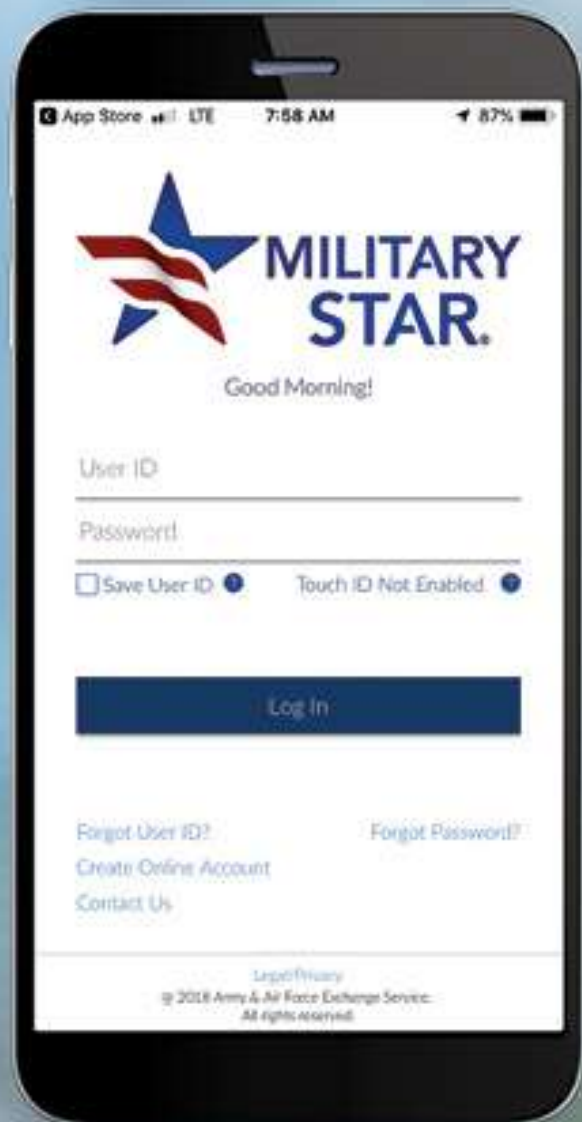 App Store LTE 7:58 AM 87%
MILITARY
STAR.
Good Morning!
User ID
Password
Save User ID ? Touch ID Not Enabled ?
Log In
Forgot User ID? Forgot Password?
Create Online Account
Contact Us
Legal/Privacy
© 2018 Army & Air Force Exchange Service.
All rights reserved.